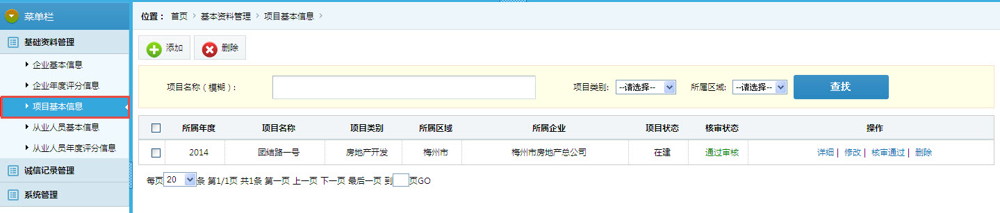 菜单栏
基础资料管理
企业基本信息
企业年度评分信息
项目基本信息
从业人员基本信息
从业人员年度评分信息
诚信记录管理
系统管理
位置： 首页 > 基本资料管理 > 项目基本信息 >
添加 删除
项目名称（模糊）: 项目类别: --请选择-- 所属区域: --请选择-- 查找
所属年度 项目名称 项目类别 所属区域 所属企业 项目状态 核审状态 操作
2014 团结路一号 房地产开发 梅州市 梅州市房地产总公司 在建 通过审核 详细 | 修改 | 核审通过 | 删除
每页 20 条 第1/1页 共1条 第一页 上一页 下一页 最后一页 到 页GO